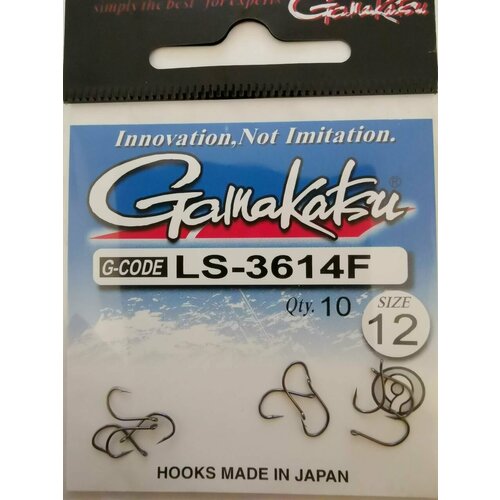 simply the best for experts
Gamakatsu
Innovation, Not Imitation.
Gamakatsu®
G-CODE LS-3614F
Qty. 10
SIZE
12
HOOKS MADE IN JAPAN